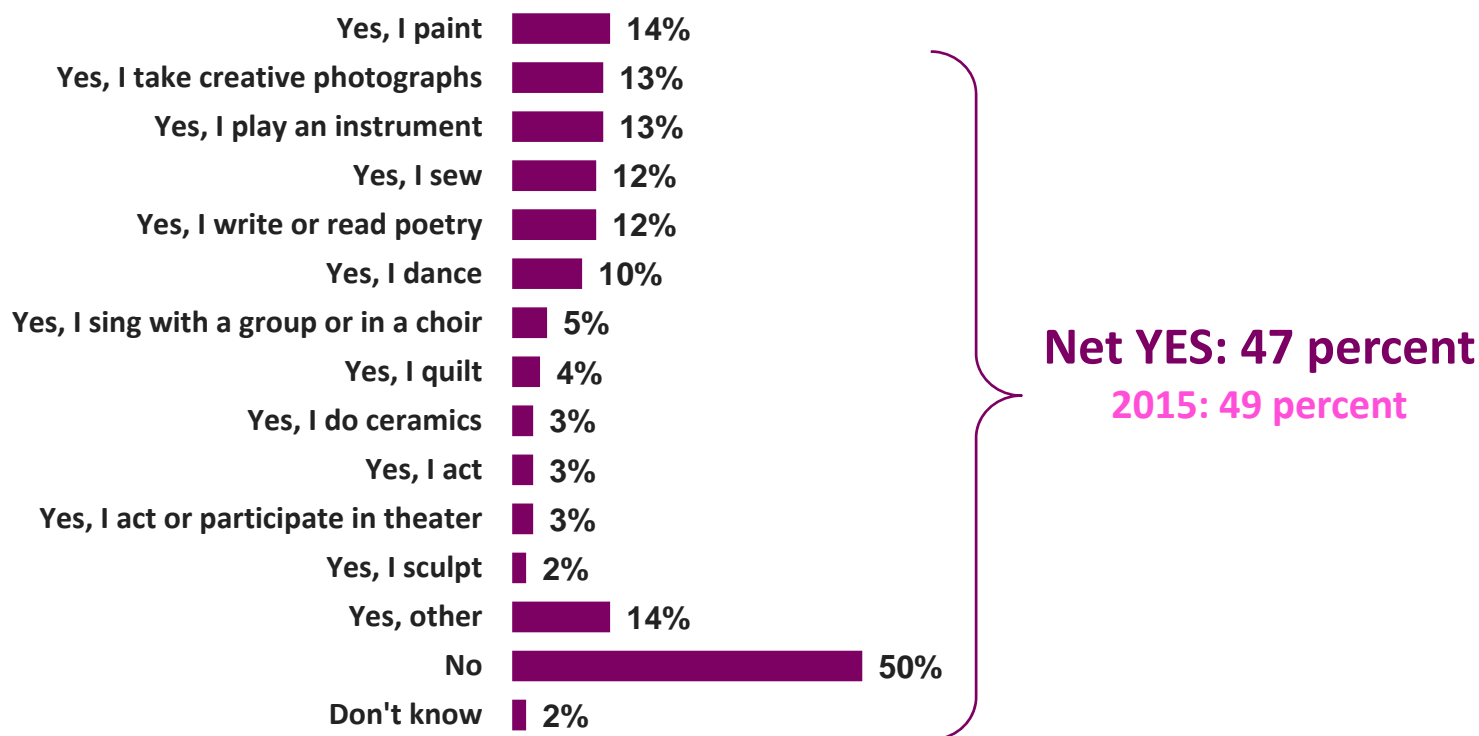 Yes, I paint 14%
Yes, I take creative photographs 13%
Yes, I play an instrument 13%
Yes, I sew 12%
Yes, I write or read poetry 12%
Yes, I dance 10%
Yes, I sing with a group or in a choir 5%
Yes, I quilt 4%
Yes, I do ceramics 3%
Yes, I act 3%
Yes, I act or participate in theater 3%
Yes, I sculpt 2%
Yes, other 14%
No 50%
Don't know 2%
Net YES: 47 percent
2015: 49 percent